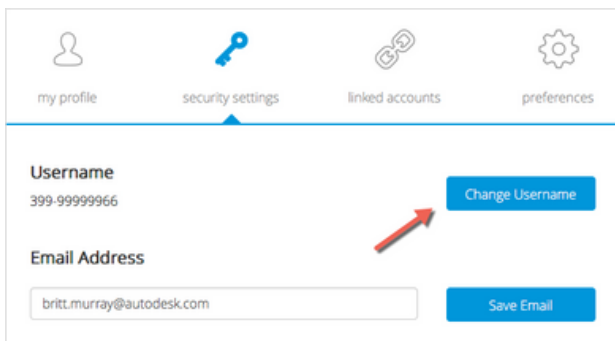 my profile
security settings
linked accounts
preferences
Username
399-99999966
Change Username
Email Address
britt.murray@autodesk.com
Save Email